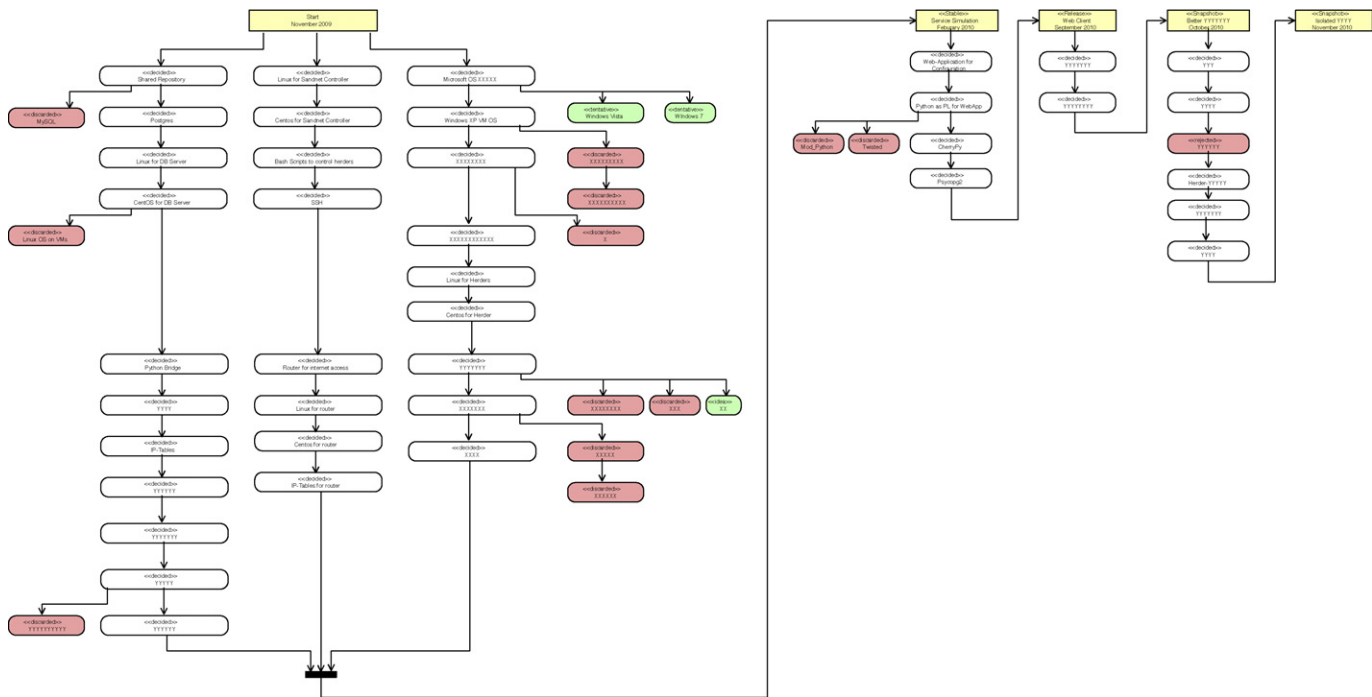 Start
November 2009
<<decided>>
Shared Repository
<<discarded>>
MySQL
<<decided>>
Postgres
<<decided>>
Linux for DB Server
<<decided>>
CentOS for DB Server
<<discarded>>
Linux OS on VMs
<<decided>>
Python Bridge
<<decided>>
YYYY
<<decided>>
IP-Tables
<<decided>>
YYYYYY
<<decided>>
YYYYYYY
<<decided>>
YYYYY
<<discarded>>
YYYYYYYYYY
<<decided>>
YYYYYY
<<decided>>
Linux for Sandnet Controller
<<decided>>
Centos for Sandnet Controller
<<decided>>
Bash Scripts to control herders
<<decided>>
SSH
<<decided>>
Router for internet access
<<decided>>
Linux for router
<<decided>>
Centos for router
<<decided>>
IP-Tables for router
<<decided>>
Microsoft OS XXXXX
<<tentative>>
Windows Vista
<<tentative>>
Windows 7
<<decided>>
Windows XP VM OS
<<decided>>
XXXXXXXX
<<discarded>>
XXXXXXXXX
<<discarded>>
XXXXXXXXXX
<<discarded>>
X
<<decided>>
XXXXXXXXXXXX
<<decided>>
Linux for Herders
<<decided>>
Centos for Herder
<<decided>>
YYYYYYY
<<discarded>>
XXXXXXXX
<<discarded>>
XXX
<<idea>>
XX
<<decided>>
XXXXXXX
<<discarded>>
XXXXX
<<discarded>>
XXXXXX
<<decided>>
XXXX
<<Stable>>
Service Simulation
Febuary 2010
<<decided>>
Web-Application for
Configuration
<<decided>>
Python as PL for WebApp
<<discarded>>
Mod_Python
<<discarded>>
Twisted
<<decided>>
CherryPy
<<decided>>
Psycopg2
<<Release>>
Web Client
September 2010
<<decided>>
YYYYYYY
<<decided>>
YYYYYYYY
<<Snapshot>>
Better YYYYYYY
October 2010
<<decided>>
YYY
<<decided>>
YYYY
<<rejected>>
YYYYYY
<<decided>>
Herder-YYYYY
<<decided>>
YYYYYYY
<<decided>>
YYYY
<<Snapshot>>
Isolated YYYY
November 2010